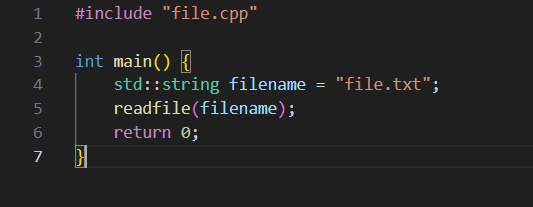 1 #include "file.cpp"
2
3 int main() {
4     std::string filename = "file.txt";
5     readfile(filename);
6     return 0;
7 }